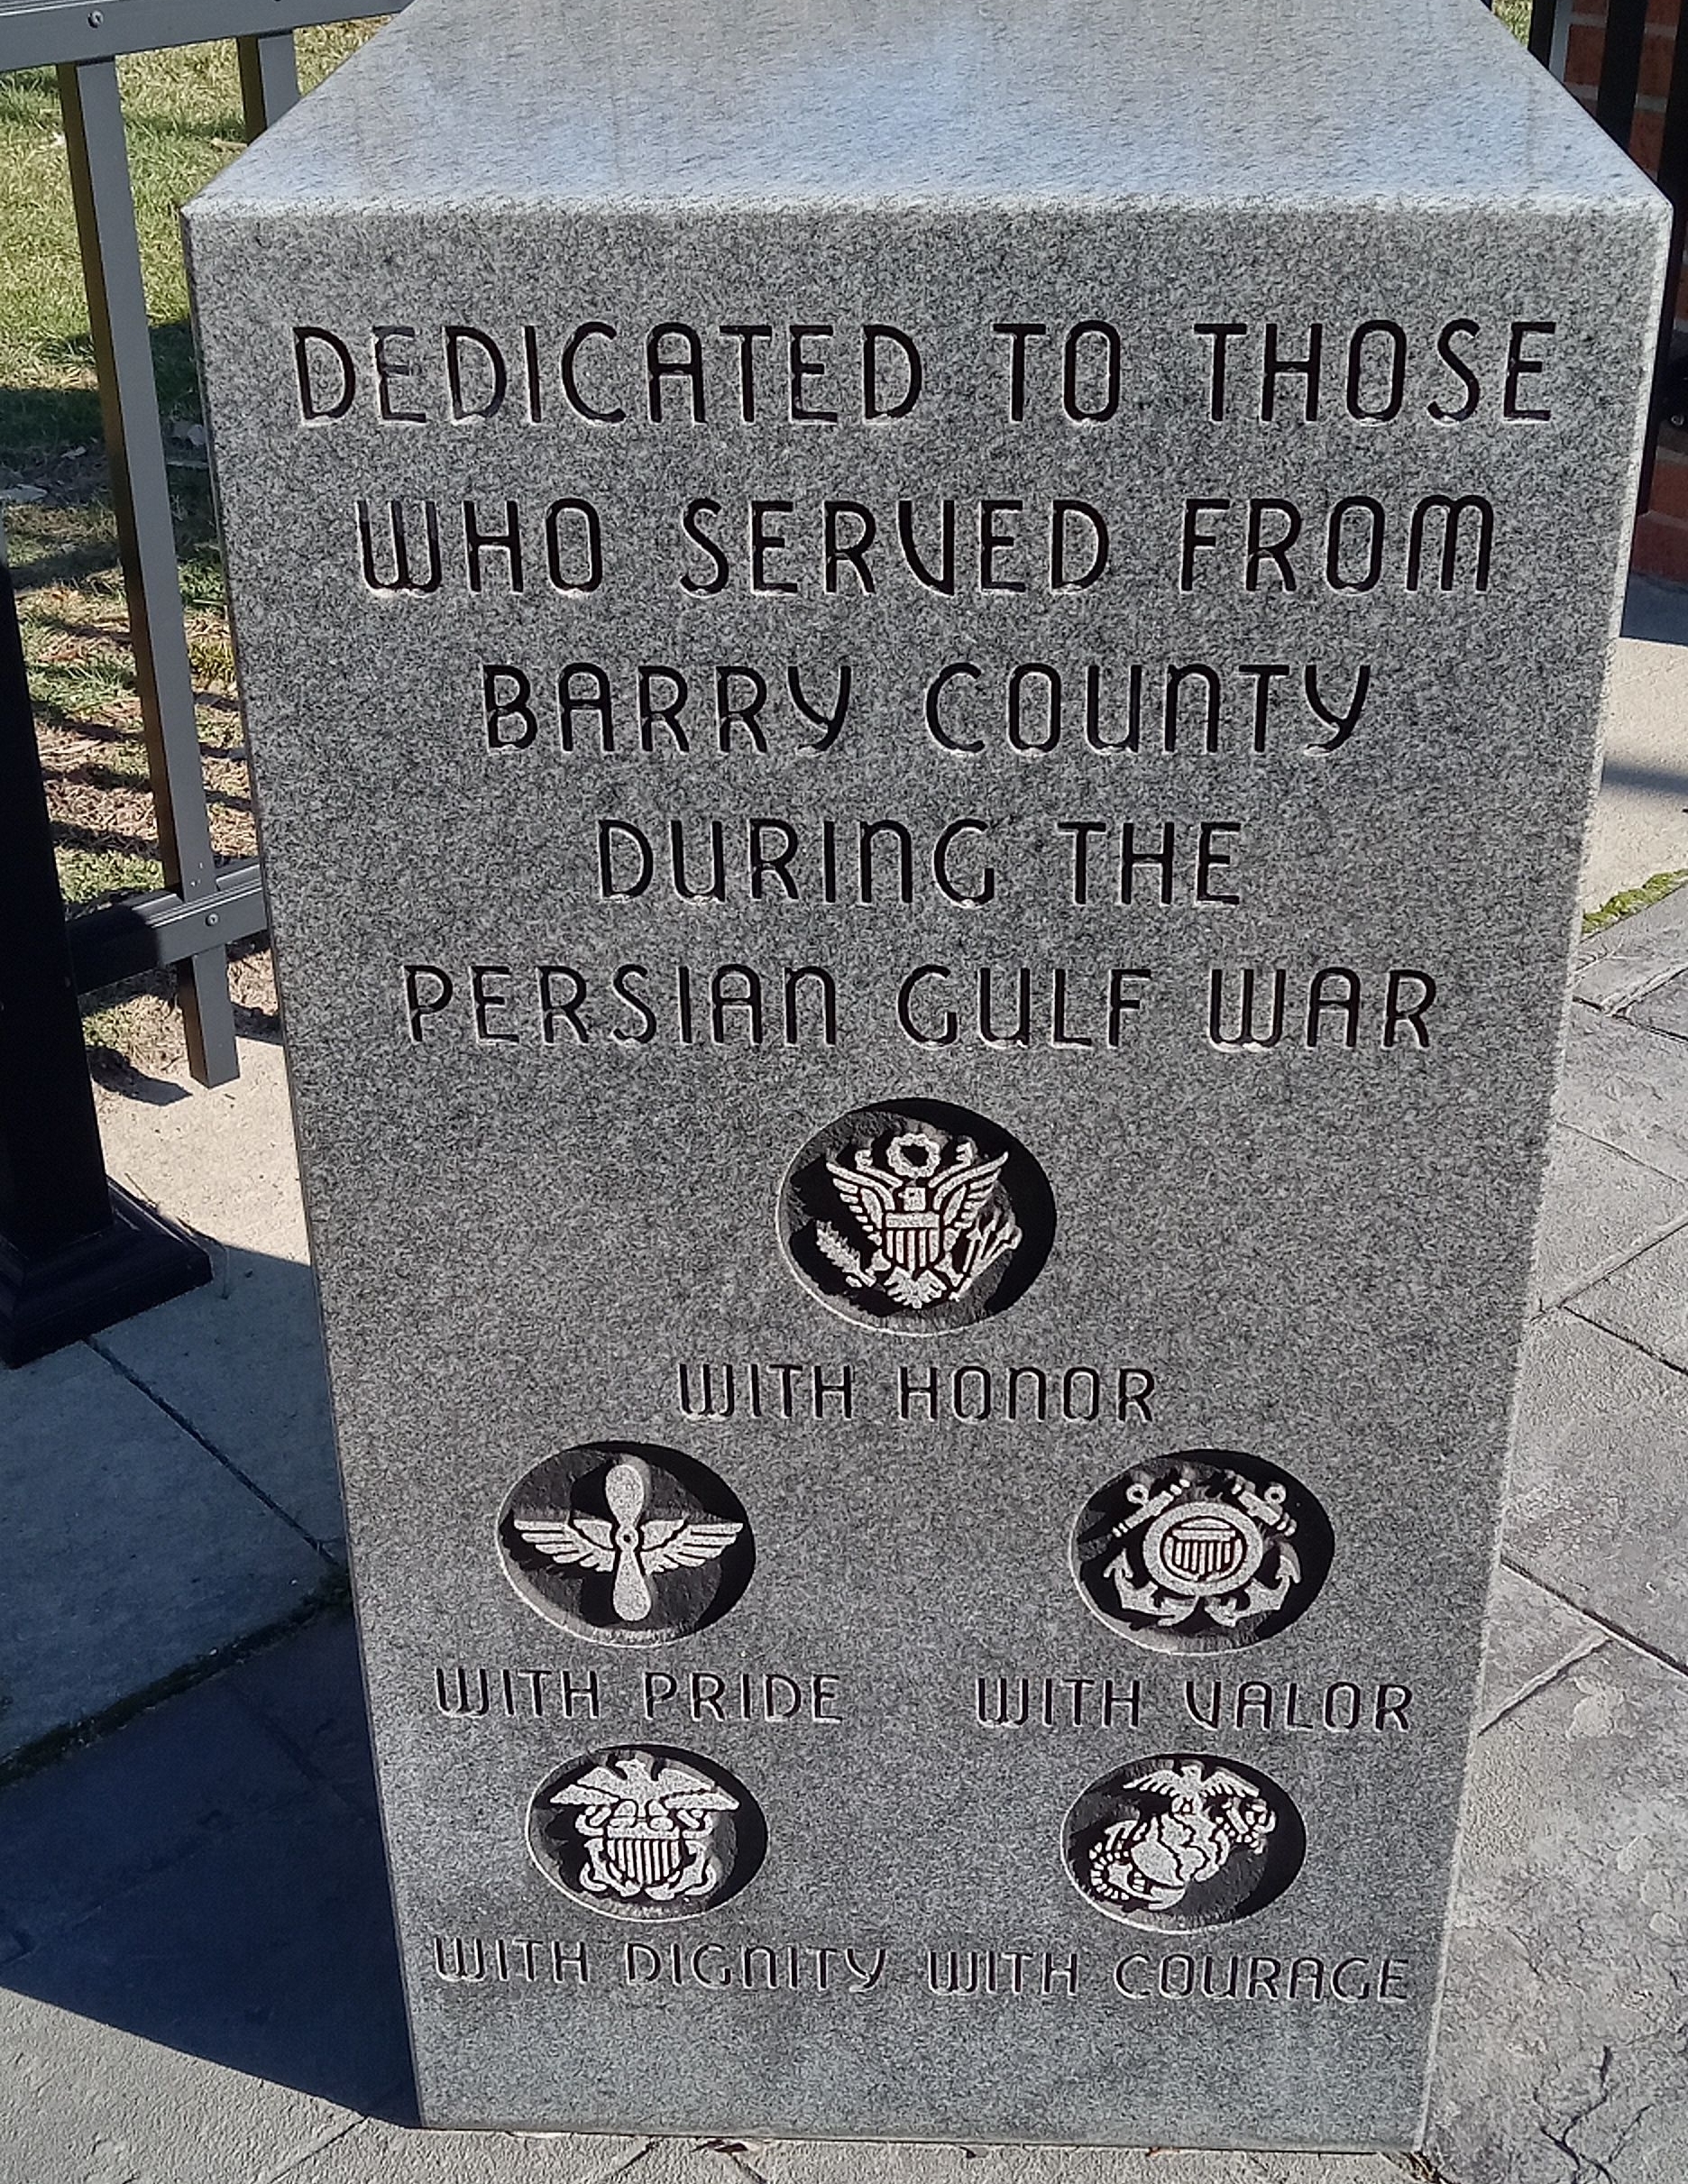 DEDICATED TO THOSE
WHO SERVED FROM
BARRY COUNTY
DURING THE
PERSIAN GULF WAR
WITH HONOR
WITH PRIDE WITH VALOR
WITH DIGNITY WITH COURAGE